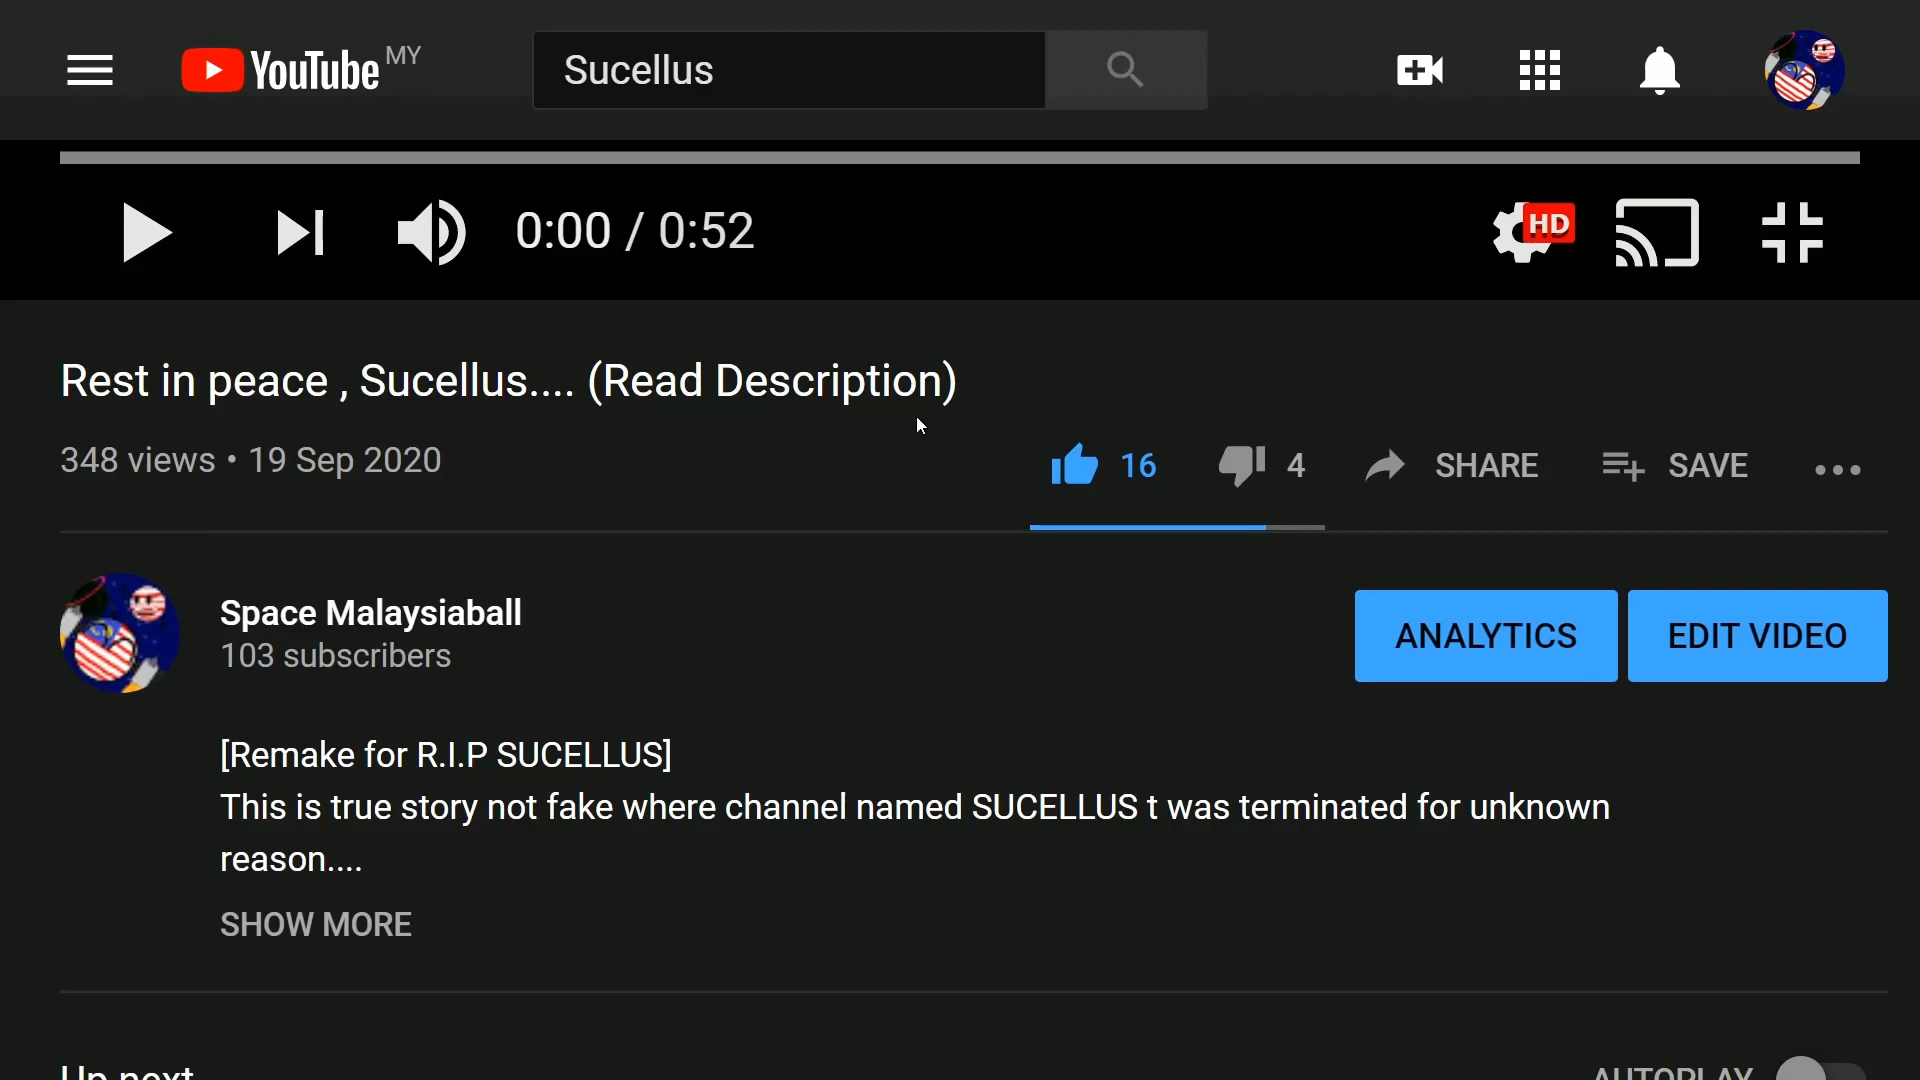 YouTube MY
Sucellus
0:00 / 0:52
HD
Rest in peace , Sucellus.... (Read Description)
348 views • 19 Sep 2020
16
4
SHARE
SAVE
Space Malaysiaball
103 subscribers
ANALYTICS
EDIT VIDEO
[Remake for R.I.P SUCELLUS]
This is true story not fake where channel named SUCELLUS t was terminated for unknown
reason....
SHOW MORE
Up next
AUTOPLAY